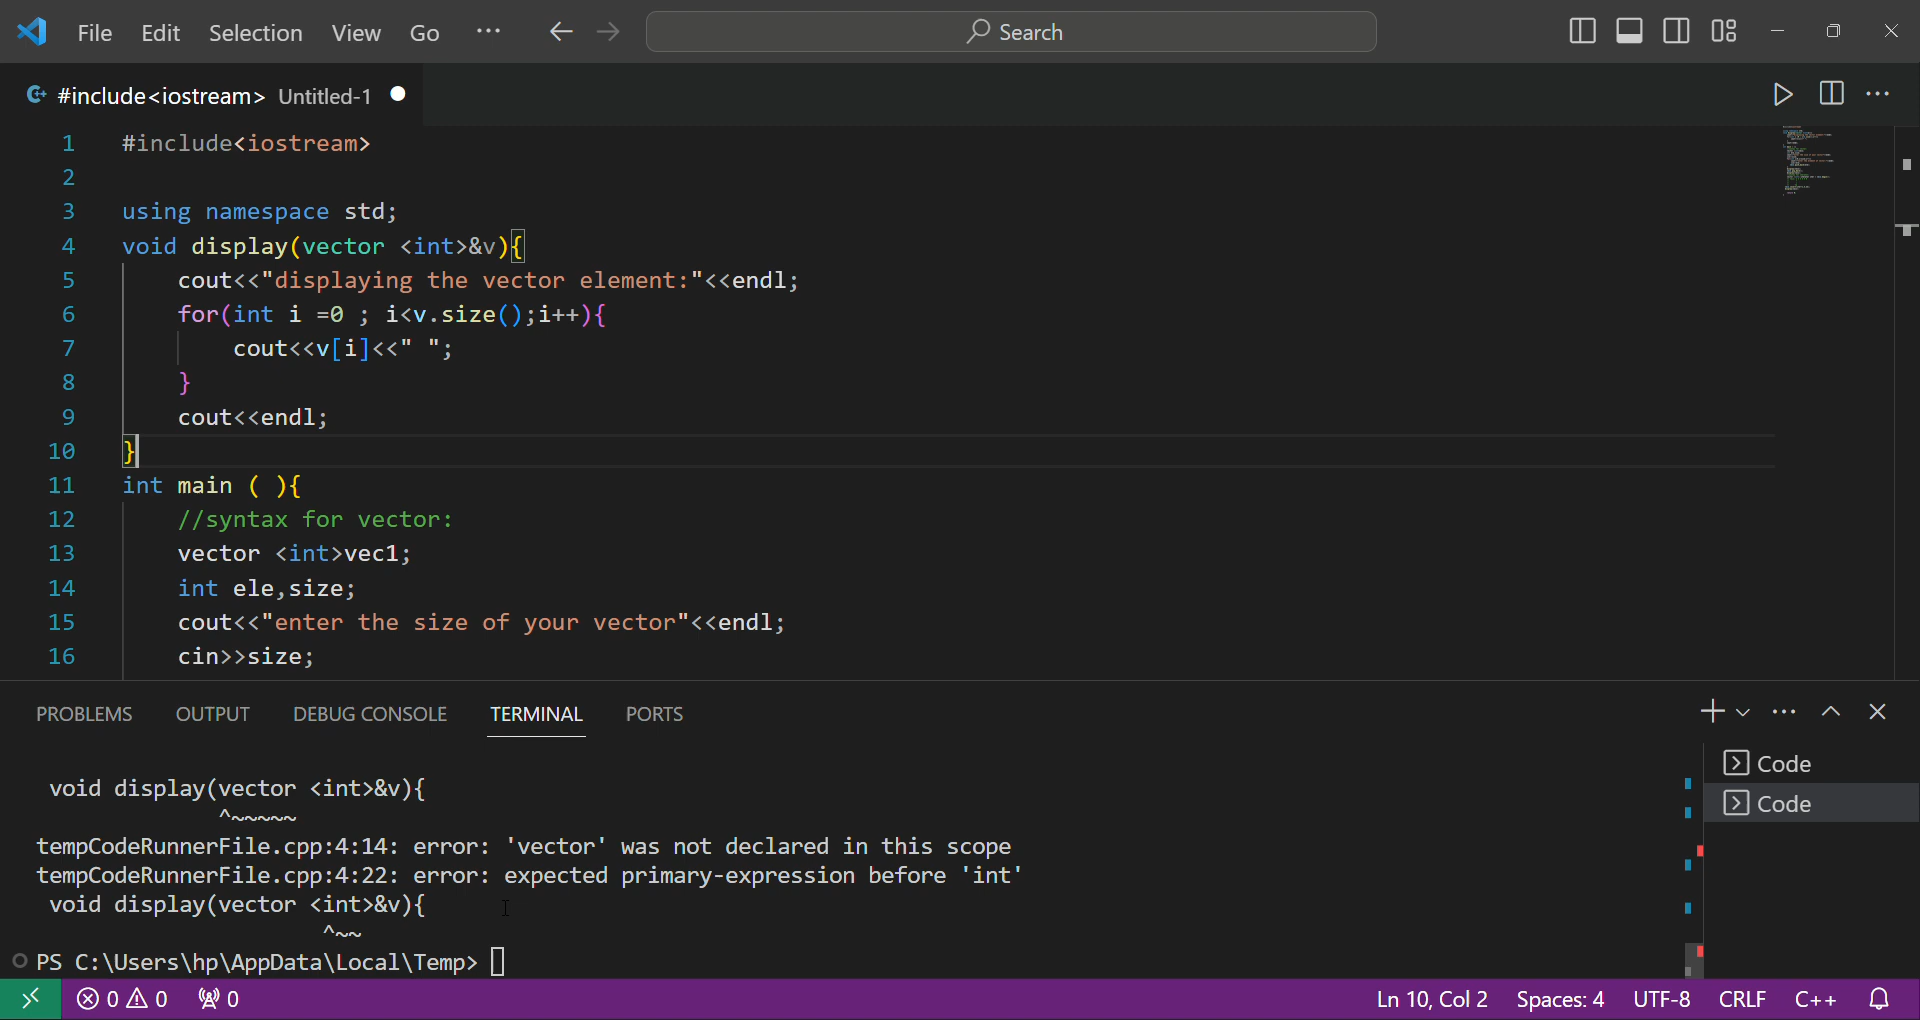 File Edit Selection View Go ··· Search
#include<iostream> Untitled-1
1 #include<iostream>
2
3 using namespace std;
4 void display(vector <int>&v){
5 cout<<"displaying the vector element:"<<endl;
6 for(int i =0 ; i<v.size();i++){
7 cout<<v[i]<<" ";
8 }
9 cout<<endl;
10 }
11 int main ( ){
12 //syntax for vector:
13 vector <int>vec1;
14 int ele,size;
15 cout<<"enter the size of your vector"<<endl;
16 cin>>size;
PROBLEMS OUTPUT DEBUG CONSOLE TERMINAL PORTS
Code
Code
void display(vector <int>&v){
^~~~~~
tempCodeRunnerFile.cpp:4:14: error: 'vector' was not declared in this scope
tempCodeRunnerFile.cpp:4:22: error: expected primary-expression before 'int'
void display(vector <int>&v){
^~~
PS C:\Users\hp\AppData\Local\Temp>
0 0 0 Ln 10, Col 2 Spaces: 4 UTF-8 CRLF C++